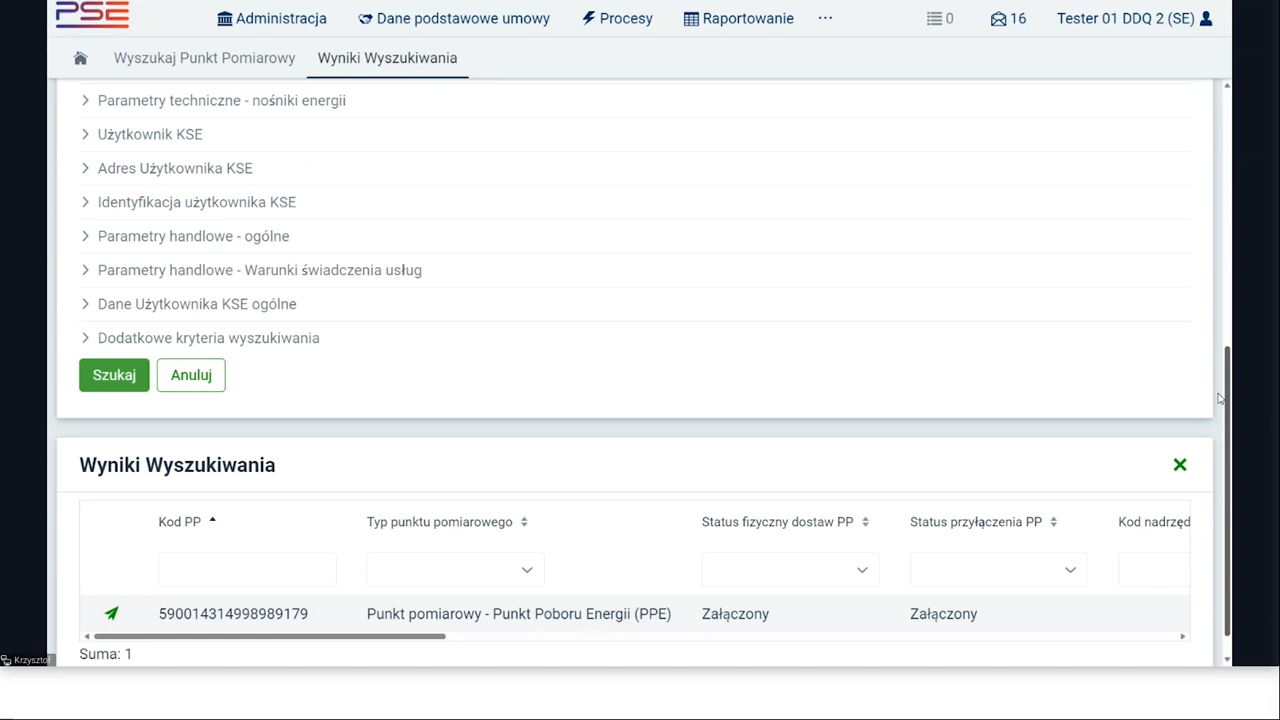 PSE
Administracja
Dane podstawowe umowy
Procesy
Raportowanie
...
0
16
Tester 01 DDQ 2 (SE)
Wyszukaj Punkt Pomiarowy
Wyniki Wyszukiwania
Parametry techniczne - nośniki energii
Użytkownik KSE
Adres Użytkownika KSE
Identyfikacja użytkownika KSE
Parametry handlowe - ogólne
Parametry handlowe - Warunki świadczenia usług
Dane Użytkownika KSE ogólne
Dodatkowe kryteria wyszukiwania
Szukaj
Anuluj
Wyniki Wyszukiwania
Kod PP
Typ punktu pomiarowego
Status fizyczny dostaw PP
Status przyłączenia PP
Kod nadrzęd
590014314998989179
Punkt pomiarowy - Punkt Poboru Energii (PPE)
Załączony
Załączony
Suma: 1
Krzysztof